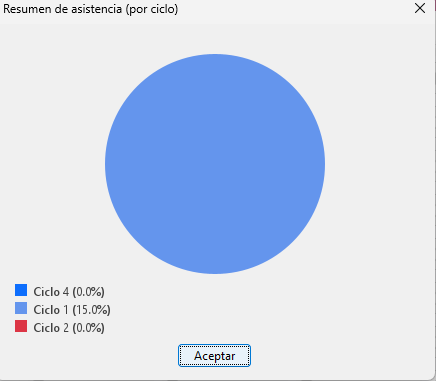 Resumen de asistencia (por ciclo)
Ciclo 4 (0.0%)
Ciclo 1 (15.0%)
Ciclo 2 (0.0%)
Aceptar